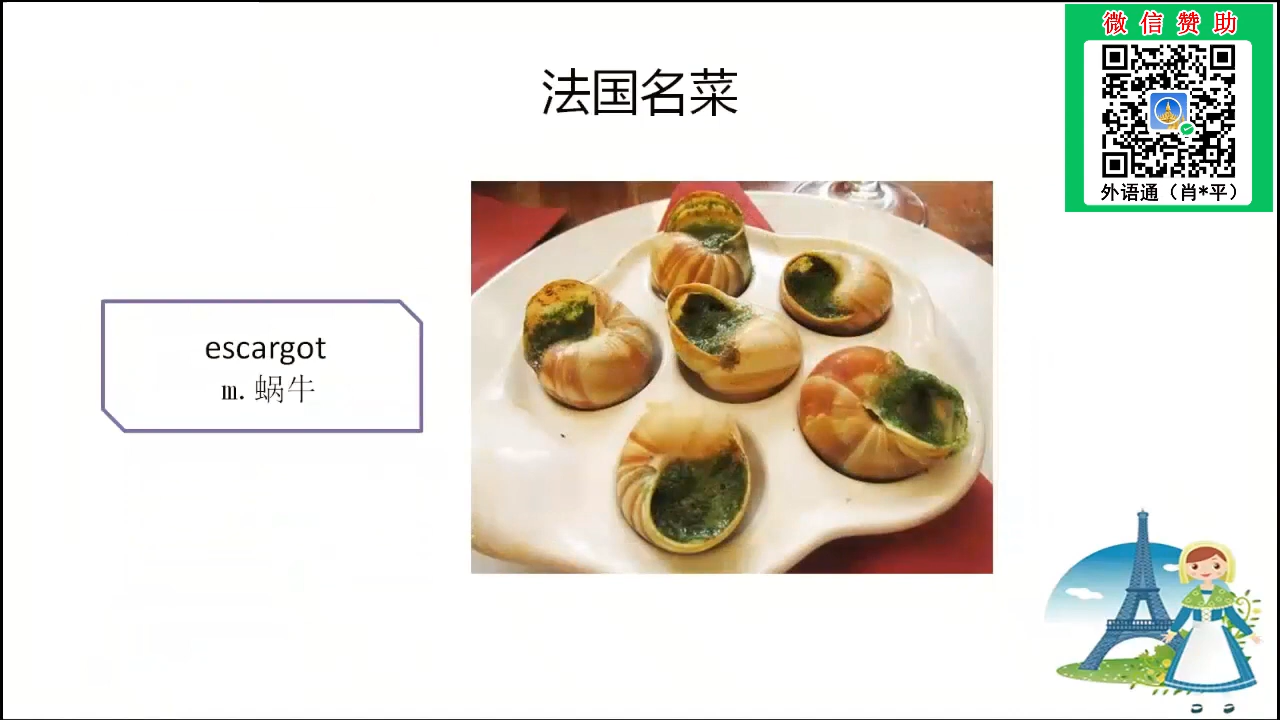 微信赞助
法国名菜
外语通（肖*平）
escargot
m. 蜗牛